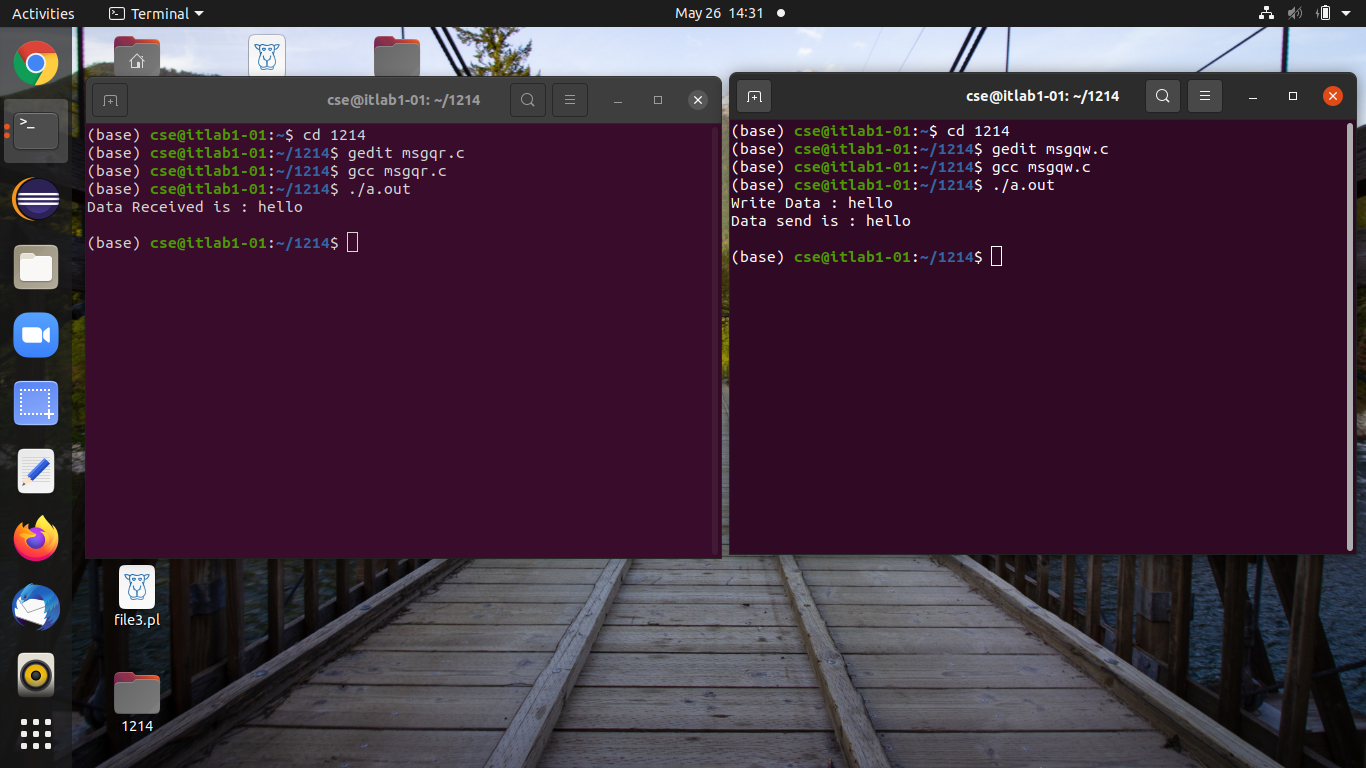 Activities
Terminal
May 26 14:31
cse@itlab1-01: ~/1214
(base) cse@itlab1-01:~$ cd 1214
(base) cse@itlab1-01:~/1214$ gedit msgqr.c
(base) cse@itlab1-01:~/1214$ gcc msgqr.c
(base) cse@itlab1-01:~/1214$ ./a.out
Data Received is : hello
(base) cse@itlab1-01:~/1214$
cse@itlab1-01: ~/1214
(base) cse@itlab1-01:~$ cd 1214
(base) cse@itlab1-01:~/1214$ gedit msgqw.c
(base) cse@itlab1-01:~/1214$ gcc msgqw.c
(base) cse@itlab1-01:~/1214$ ./a.out
Write Data : hello
Data send is : hello
(base) cse@itlab1-01:~/1214$
file3.pl
1214